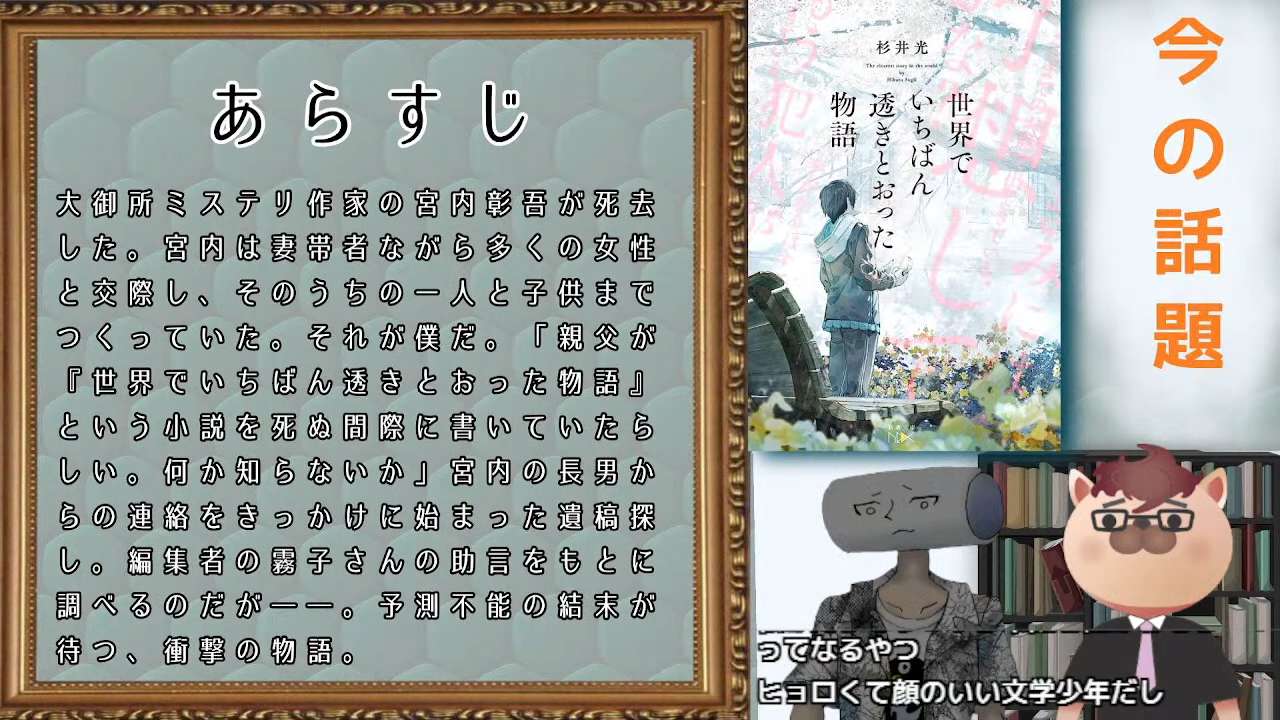 あらすじ
大御所ミステリ作家の宮内彰吾が死去
した。宮内は妻帯者ながら多くの女性
と交際し、そのうちの一人と子供まで
つくっていた。それが僕だ。「親父が
『世界でいちばん透きとおった物語』
という小説を死ぬ間際に書いていたら
しい。何か知らないか」宮内の長男か
らの連絡をきっかけに始まった遺稿探
し。編集者の霧子さんの助言をもとに
調べるのだが――。予測不能の結末が
待つ、衝撃の物語。
杉井光
The clearest story in the world
by
Hikaru Sugii
世界で
いちばん
透きとおった
物語
今の話題
ってなるやつ
ヒョロくて顔のいい文学少年だし